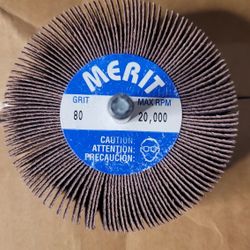 MERIT
GRIT MAX RPM
80 20,000
CAUTION:
ATTENTION:
PRECAUCION: